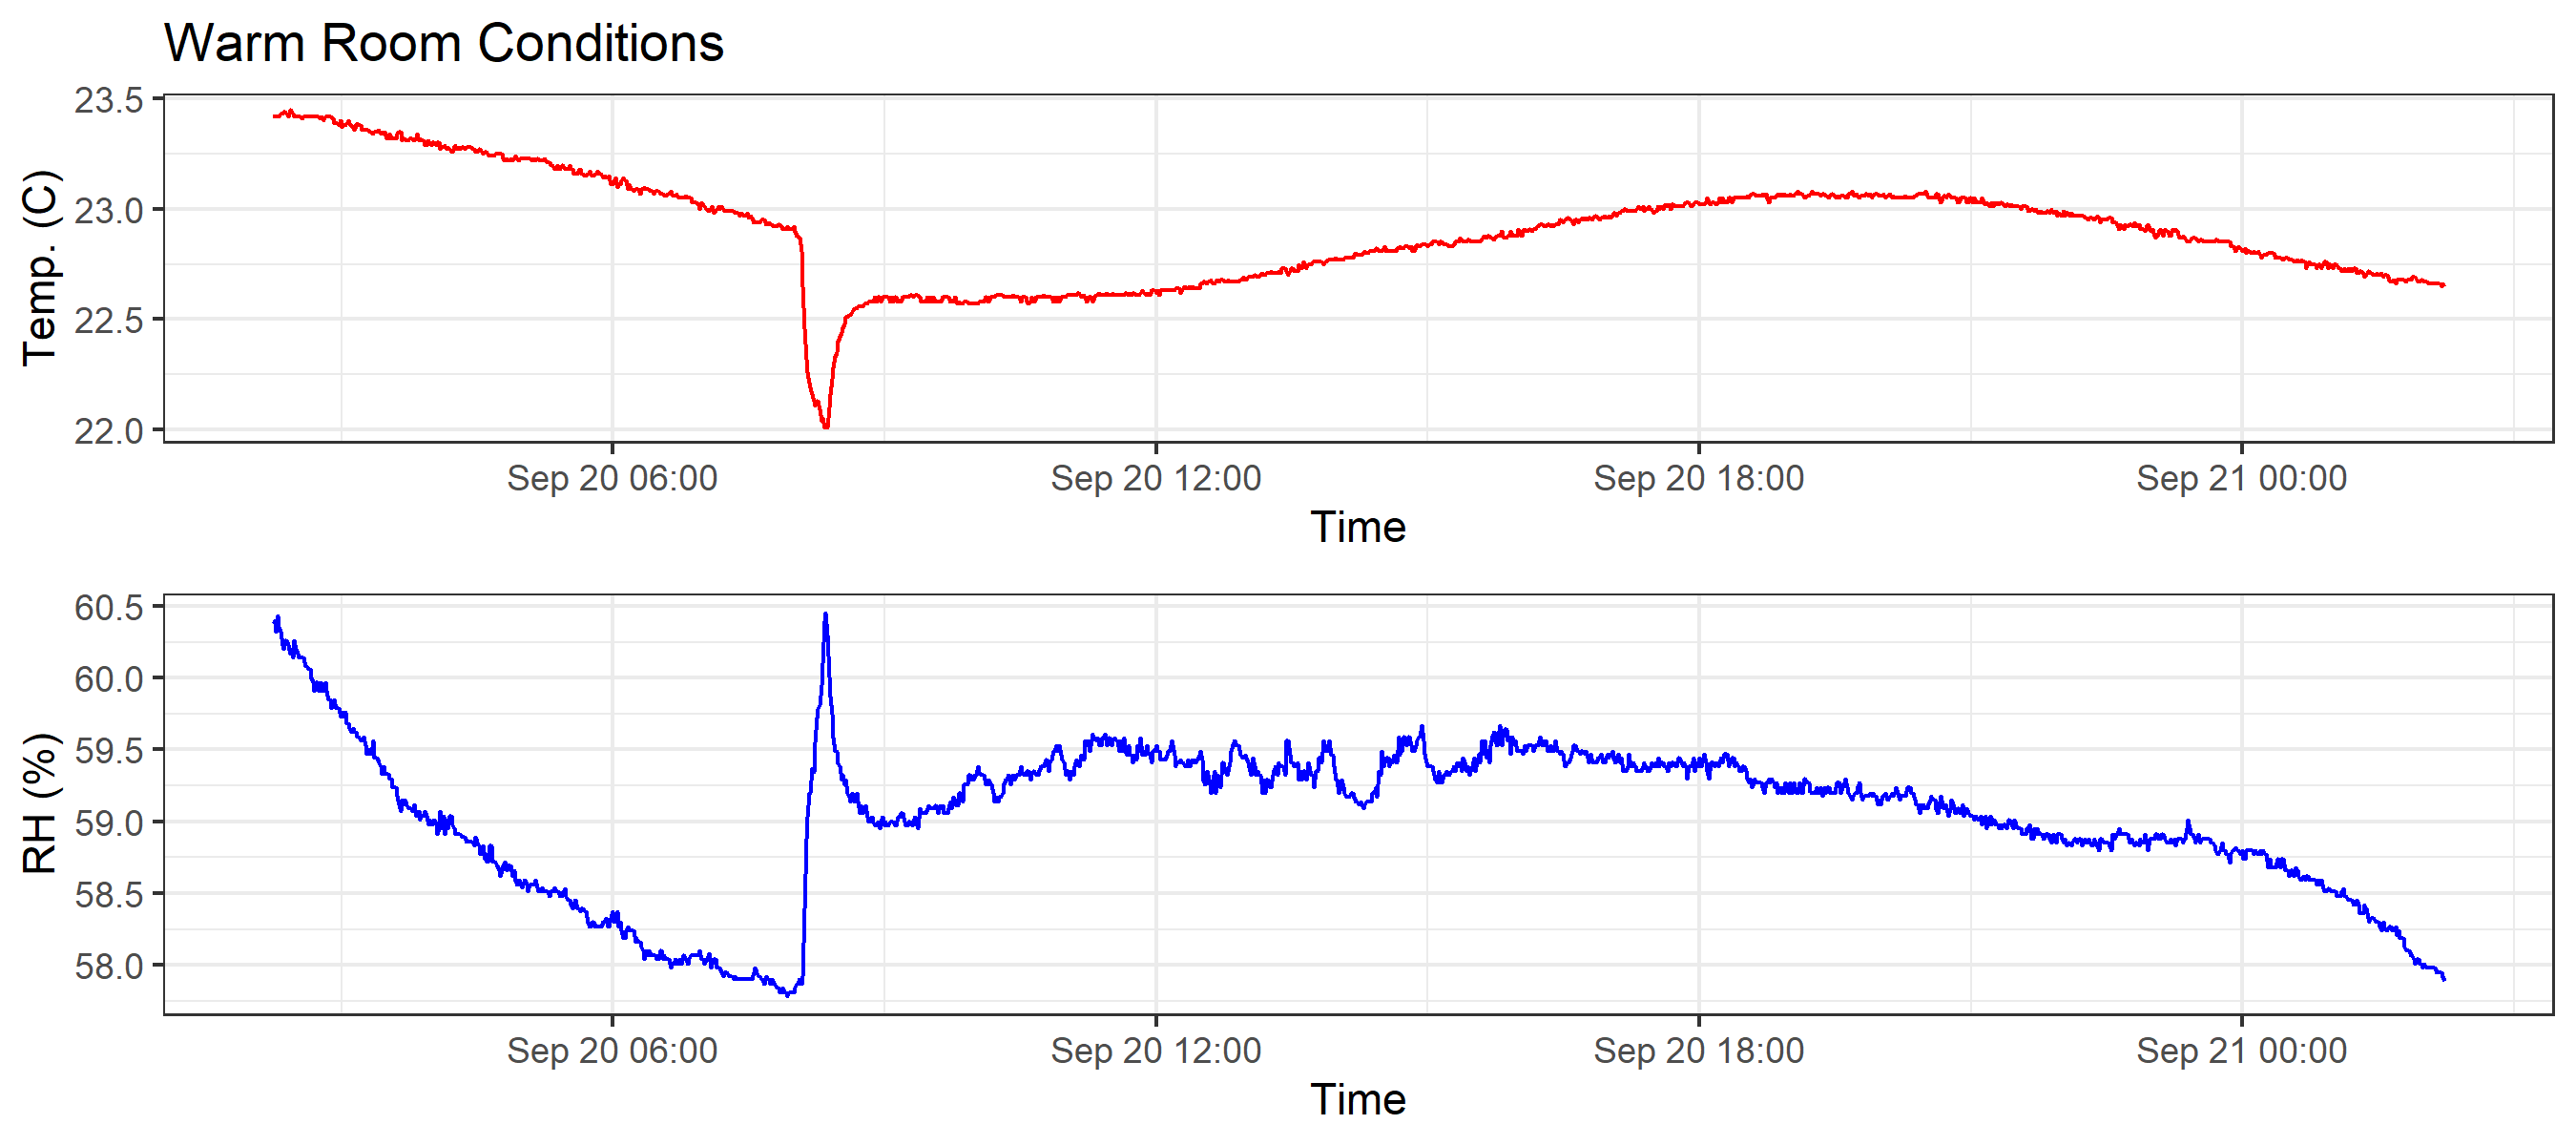 Warm Room Conditions
23.5
23.0
22.5
22.0
Temp. (C)
Sep 20 06:00 Sep 20 12:00 Sep 20 18:00 Sep 21 00:00
Time
60.5
60.0
59.5
59.0
58.5
58.0
RH (%)
Sep 20 06:00 Sep 20 12:00 Sep 20 18:00 Sep 21 00:00
Time